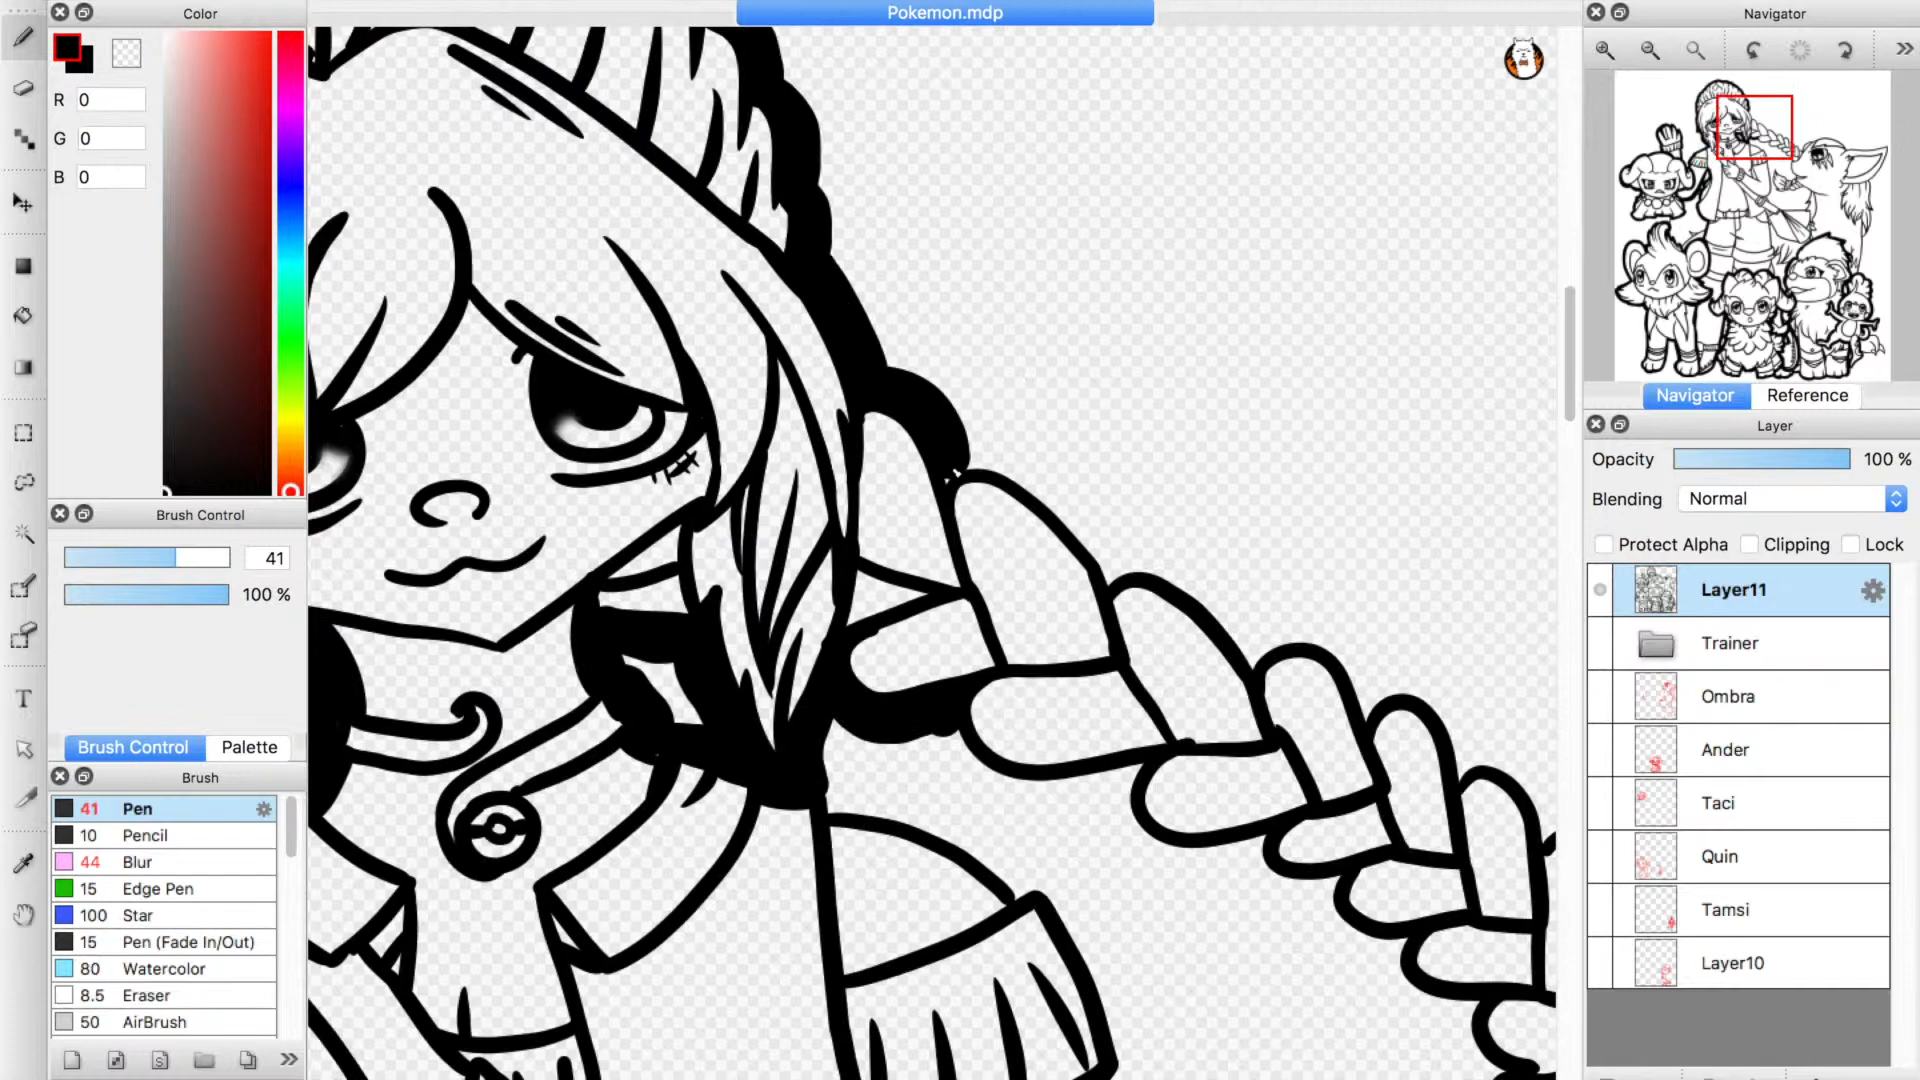 Pokemon.mdp
Color
R 0
G 0
B 0
Brush Control
41
100 %
Brush Control Palette
Brush
41 Pen
10 Pencil
44 Blur
15 Edge Pen
100 Star
15 Pen (Fade In/Out)
80 Watercolor
8.5 Eraser
50 AirBrush
T
S
Navigator
Navigator Reference
Layer
Opacity 100 %
Blending Normal
Protect Alpha Clipping Lock
Layer11
Trainer
Ombra
Ander
Taci
Quin
Tamsi
Layer10